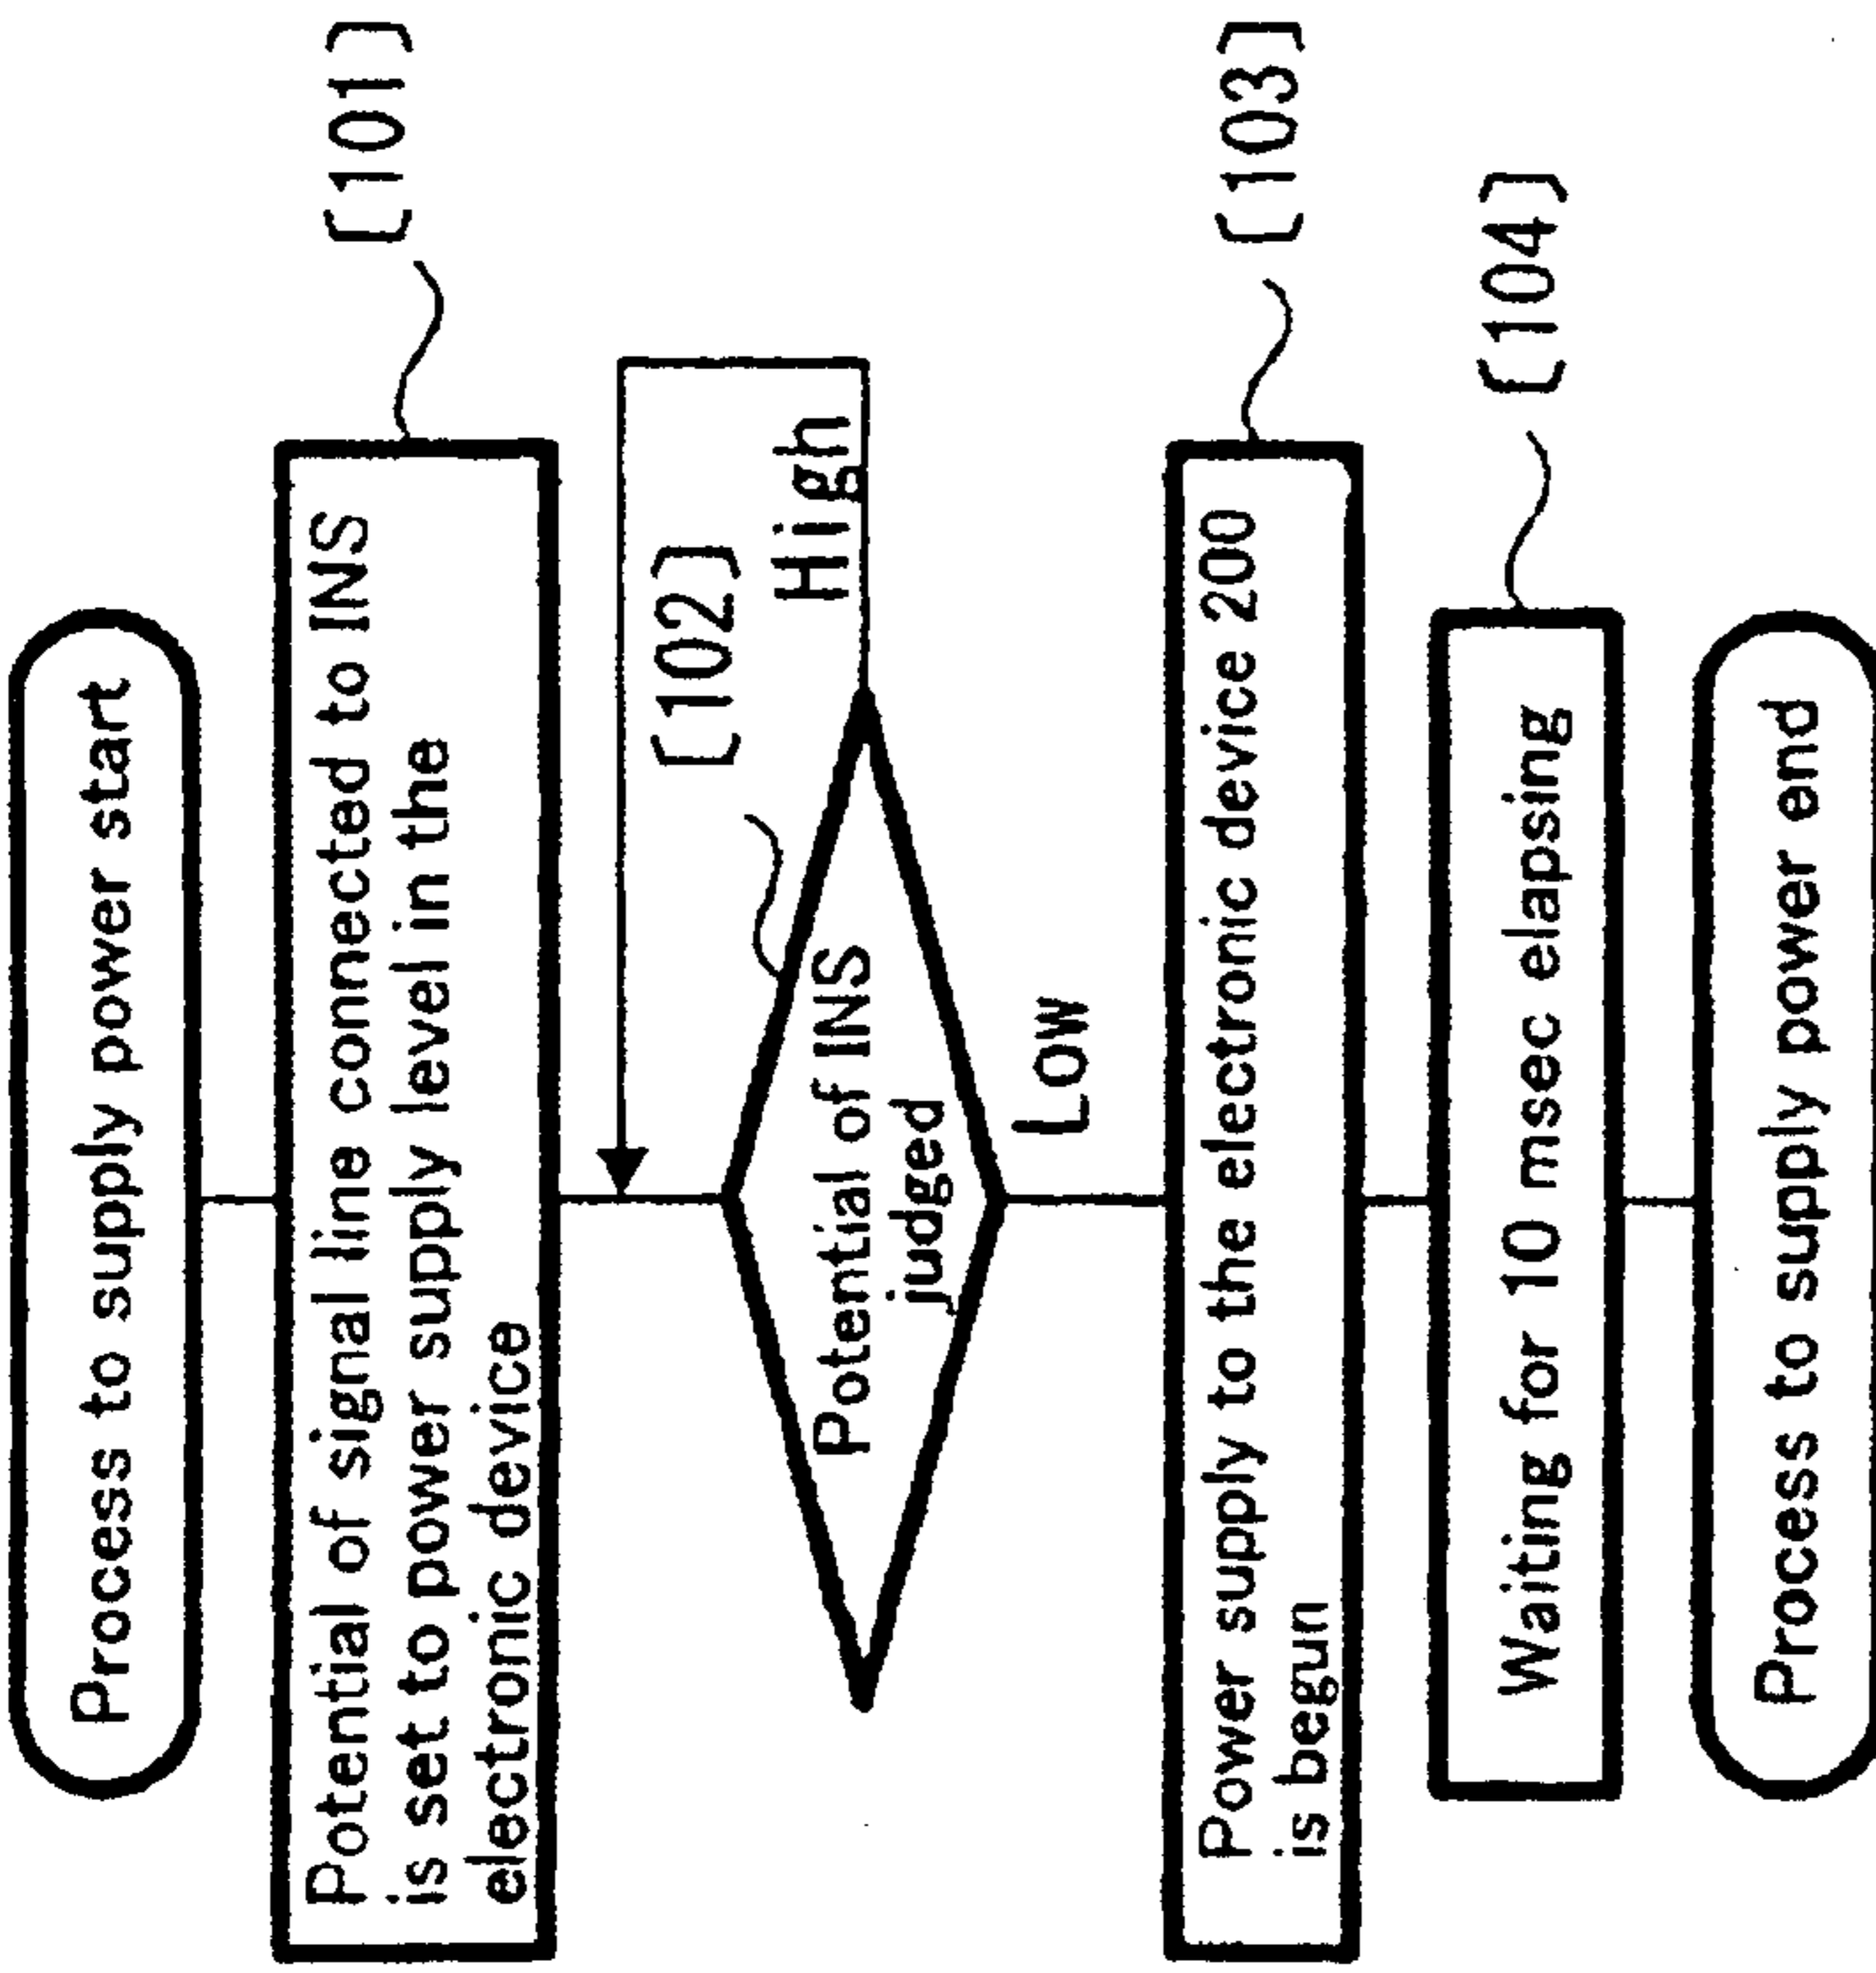 Process to supply power start
[101]
Potential of signal line connected to INS
is set to power supply level in the
electronic device
[102]
High
Potential of INS
judged
Low
[103]
Power supply to the electronic device 200
is begun
[104]
Waiting for 10 msec elapsing
Process to supply power end